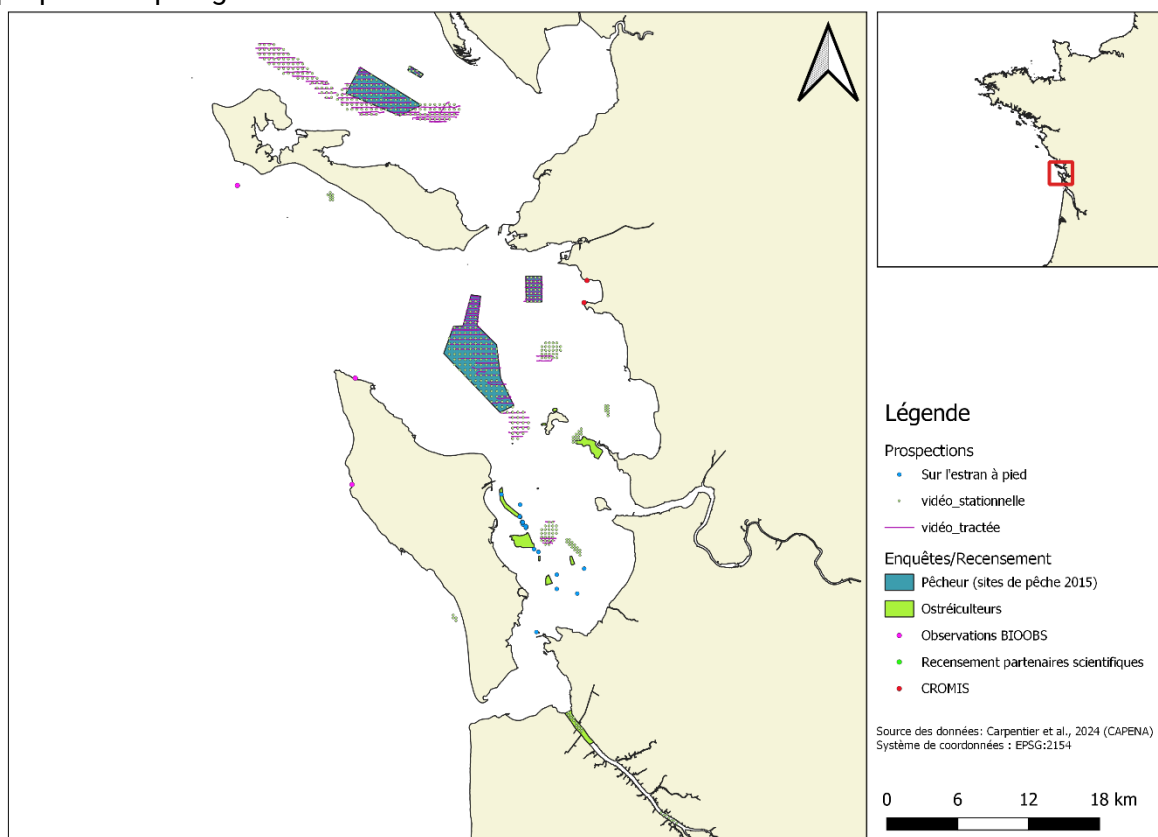 Légende
Prospections
Sur l'estran à pied
vidéo_stationnelle
vidéo_tractée
Enquêtes/Recensement
Pêcheur (sites de pêche 2015)
Ostréiculteurs
Observations BIOOBS
Recensement partenaires scientifiques
CROMIS
Source des données: Carpentier et al., 2024 (CAPENA)
Système de coordonnées : EPSG:2154
0 6 12 18 km